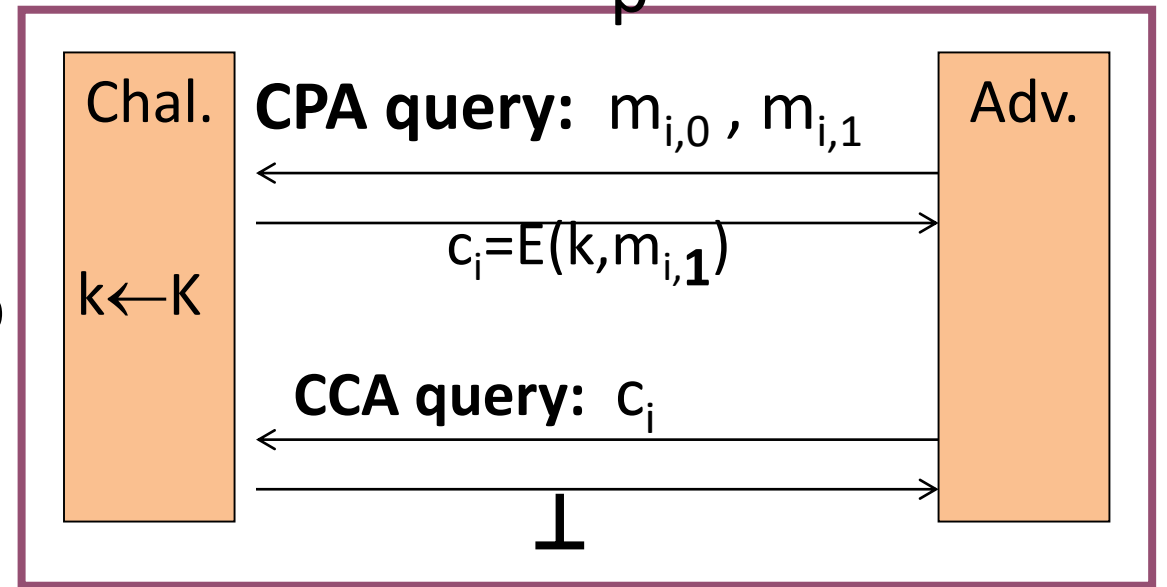 p
Chal.
CPA query: m_{i,0} , m_{i,1}
Adv.
c_i=E(k,m_{i,1})
k←K
CCA query: c_i
⊥